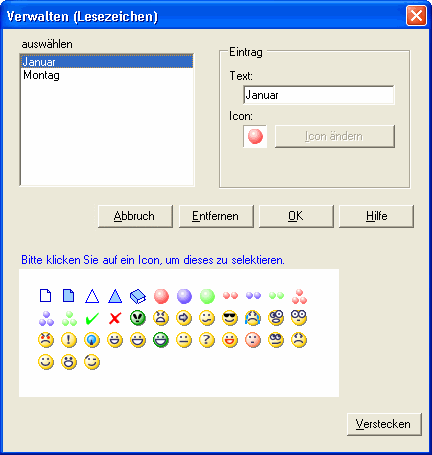 Verwalten (Lesezeichen)
auswählen
Januar
Montag
Eintrag
Text:
Januar
Icon:
Icon ändern
Abbruch
Entfernen
OK
Hilfe
Bitte klicken Sie auf ein Icon, um dieses zu selektieren.
Verstecken